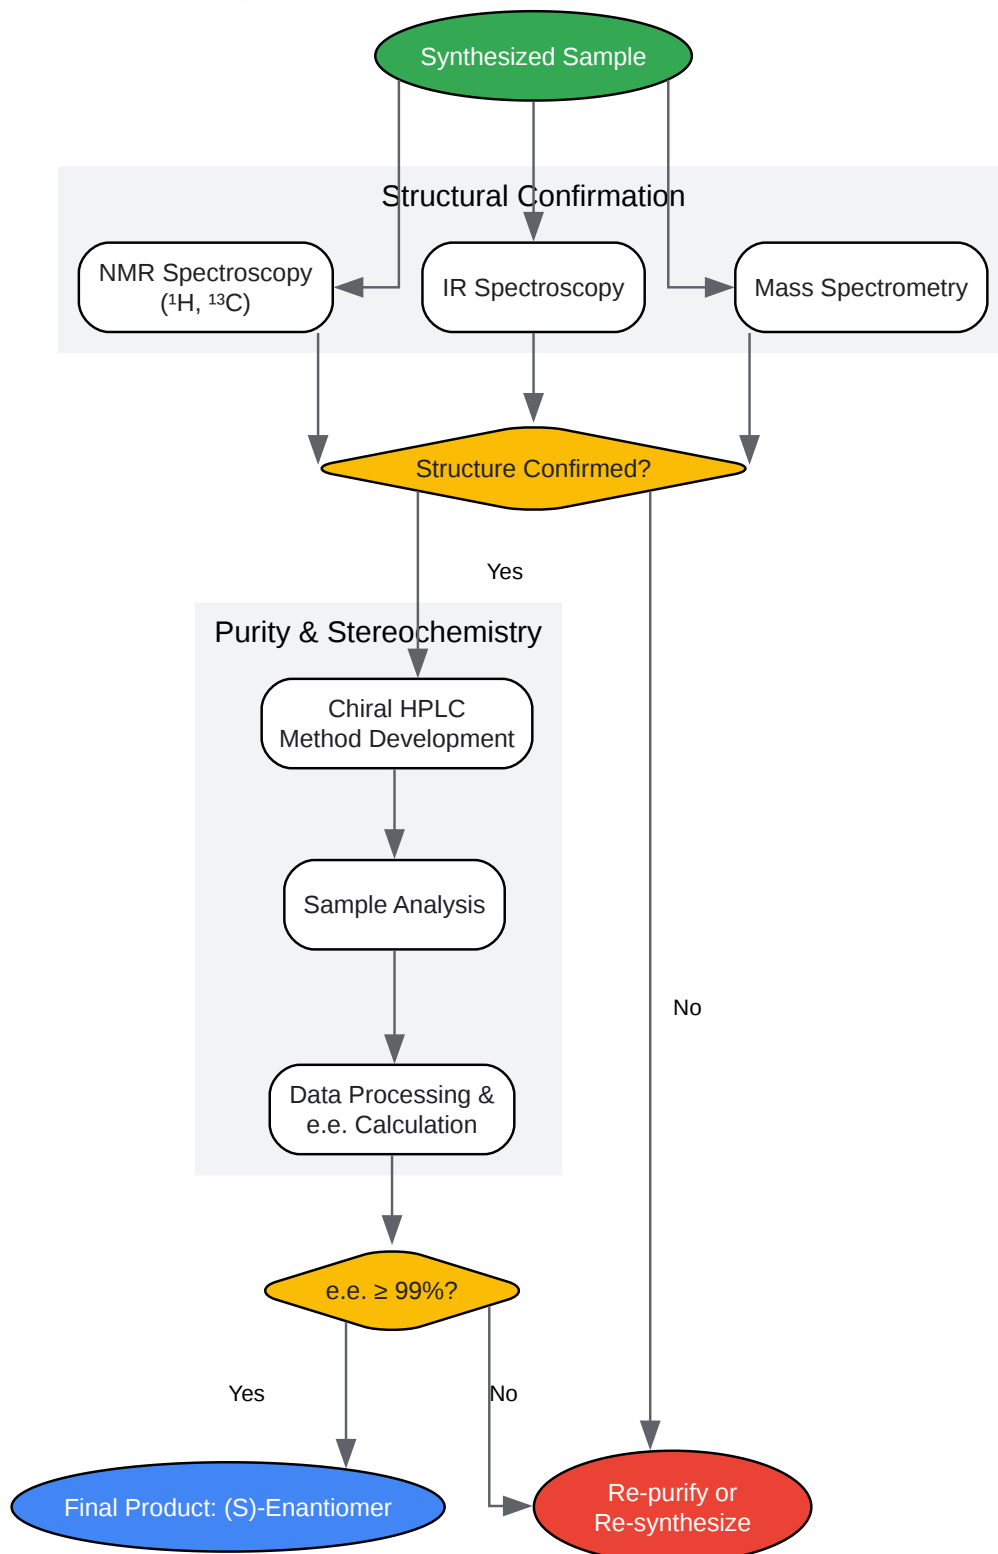 Synthesized Sample
Structural Confirmation
NMR Spectroscopy
(¹H, ¹³C)
IR Spectroscopy
Mass Spectrometry
Structure Confirmed?
Yes
Purity & Stereochemistry
Chiral HPLC
Method Development
Sample Analysis
No
Data Processing &
e.e. Calculation
e.e. ≥ 99%?
Yes
No
Final Product: (S)-Enantiomer
Re-purify or
Re-synthesize